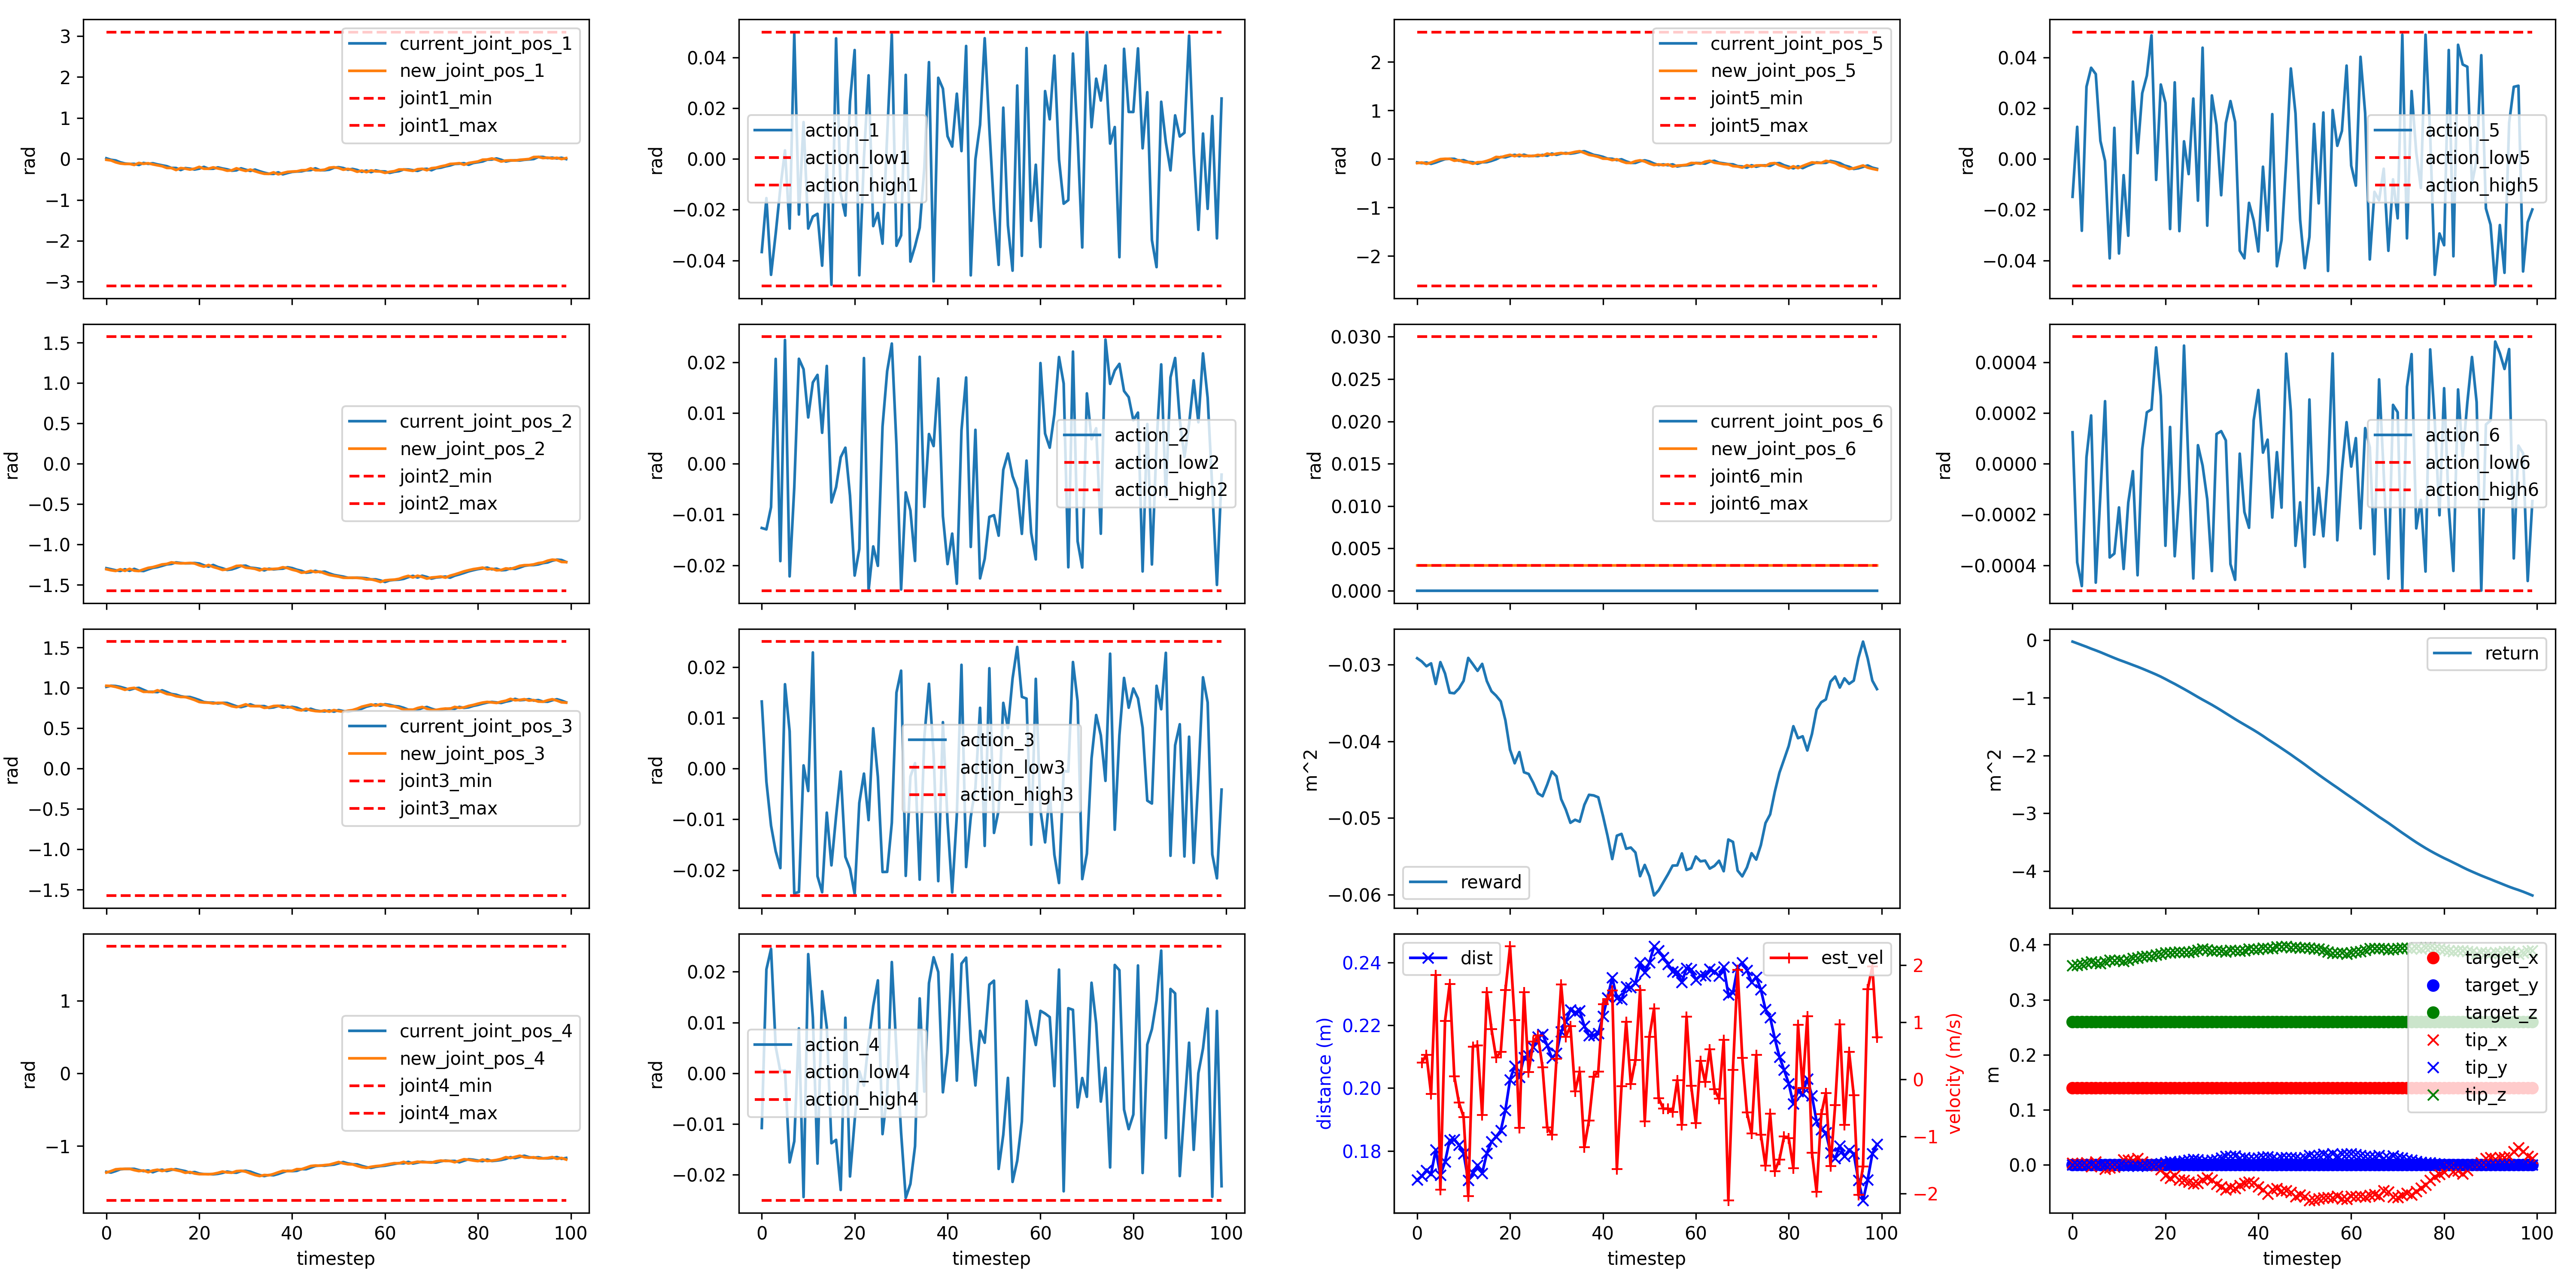 3
2
1
0
−1
−2
−3
rad
current_joint_pos_1
new_joint_pos_1
joint1_min
joint1_max
0.04
0.02
0.00
−0.02
−0.04
rad
action_1
action_low1
action_high1
2
1
0
−1
−2
rad
current_joint_pos_5
new_joint_pos_5
joint5_min
joint5_max
0.04
0.02
0.00
−0.02
−0.04
rad
action_5
action_low5
action_high5
1.5
1.0
0.5
0.0
−0.5
−1.0
−1.5
rad
current_joint_pos_2
new_joint_pos_2
joint2_min
joint2_max
0.02
0.01
0.00
−0.01
−0.02
rad
action_2
action_low2
action_high2
0.030
0.025
0.020
0.015
0.010
0.005
0.000
rad
current_joint_pos_6
new_joint_pos_6
joint6_min
joint6_max
0.0004
0.0002
0.0000
−0.0002
−0.0004
rad
action_6
action_low6
action_high6
1.5
1.0
0.5
0.0
−0.5
−1.0
−1.5
rad
current_joint_pos_3
new_joint_pos_3
joint3_min
joint3_max
0.02
0.01
0.00
−0.01
−0.02
rad
action_3
action_low3
action_high3
−0.03
−0.04
−0.05
−0.06
m^2
reward
0
−1
−2
−3
−4
m^2
return
1
0
−1
rad
current_joint_pos_4
new_joint_pos_4
joint4_min
joint4_max
0 20 40 60 80 100
timestep
0.02
0.01
0.00
−0.01
−0.02
rad
action_4
action_low4
action_high4
0 20 40 60 80 100
timestep
0.24
0.22
0.20
0.18
distance (m)
dist
est_vel
2
1
0
−1
−2
velocity (m/s)
0 20 40 60 80 100
timestep
0.4
0.3
0.2
0.1
0.0
m
target_x
target_y
target_z
tip_x
tip_y
tip_z
0 20 40 60 80 100
timestep